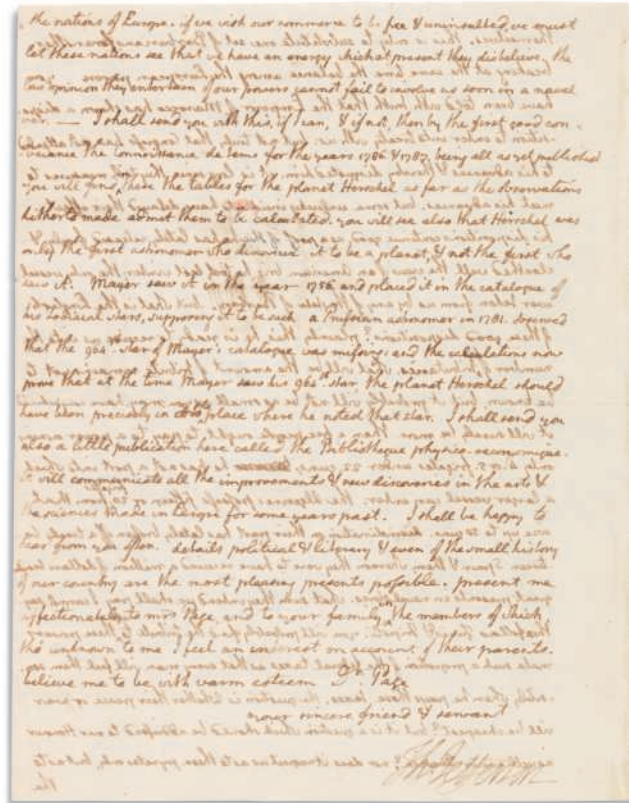 the nations of Europe. if we wish our commerce to be free & uninsulted, we must
let these nations see that we have an energy which at present they disbelieve. the
low opinion they entertain of our powers cannot fail to involve us soon in a naval
war. — I shall send you with this, if I can, & if not, then by the first good con-
-veiance the Connoissance de tems for the years 1786. & 1787. being all as yet published
you will find in these the tables for the planet Herschel as far as the observations
hitherto made admit them to be calculated. you will see also that Herschel was
only the first astronomer who discovered it to be a planet, & not the first who
saw it. Mayer saw it in the year 1756 and placed it in the catalogue of
his zodiacal stars, supposing it to be such a Prussian astronomer in 1781. observed
that the 964th. star of Mayer's catalogue was missing: and the calculations now
prove that at the time Mayer saw his 964th. star, the planet Herschel should
have been precisely in the place where he noted that star. I shall send you
also a little publication here called the Bibliotheque physico-oeconomique.
it will communicate all the improvements & new discoveries in the arts &
sciences made in Europe for some years past. I shall be happy to
hear from you often. details political & literary & even of the small history
of our country are the most pleasing presents possible. present me
affectionately to mrs Page, and to your family, in the members of which
tho' unknown to me I feel an interest on account of their parents.
believe me to be with warm esteem Dr. Page
your sincere friend & servant
Th: Jefferson